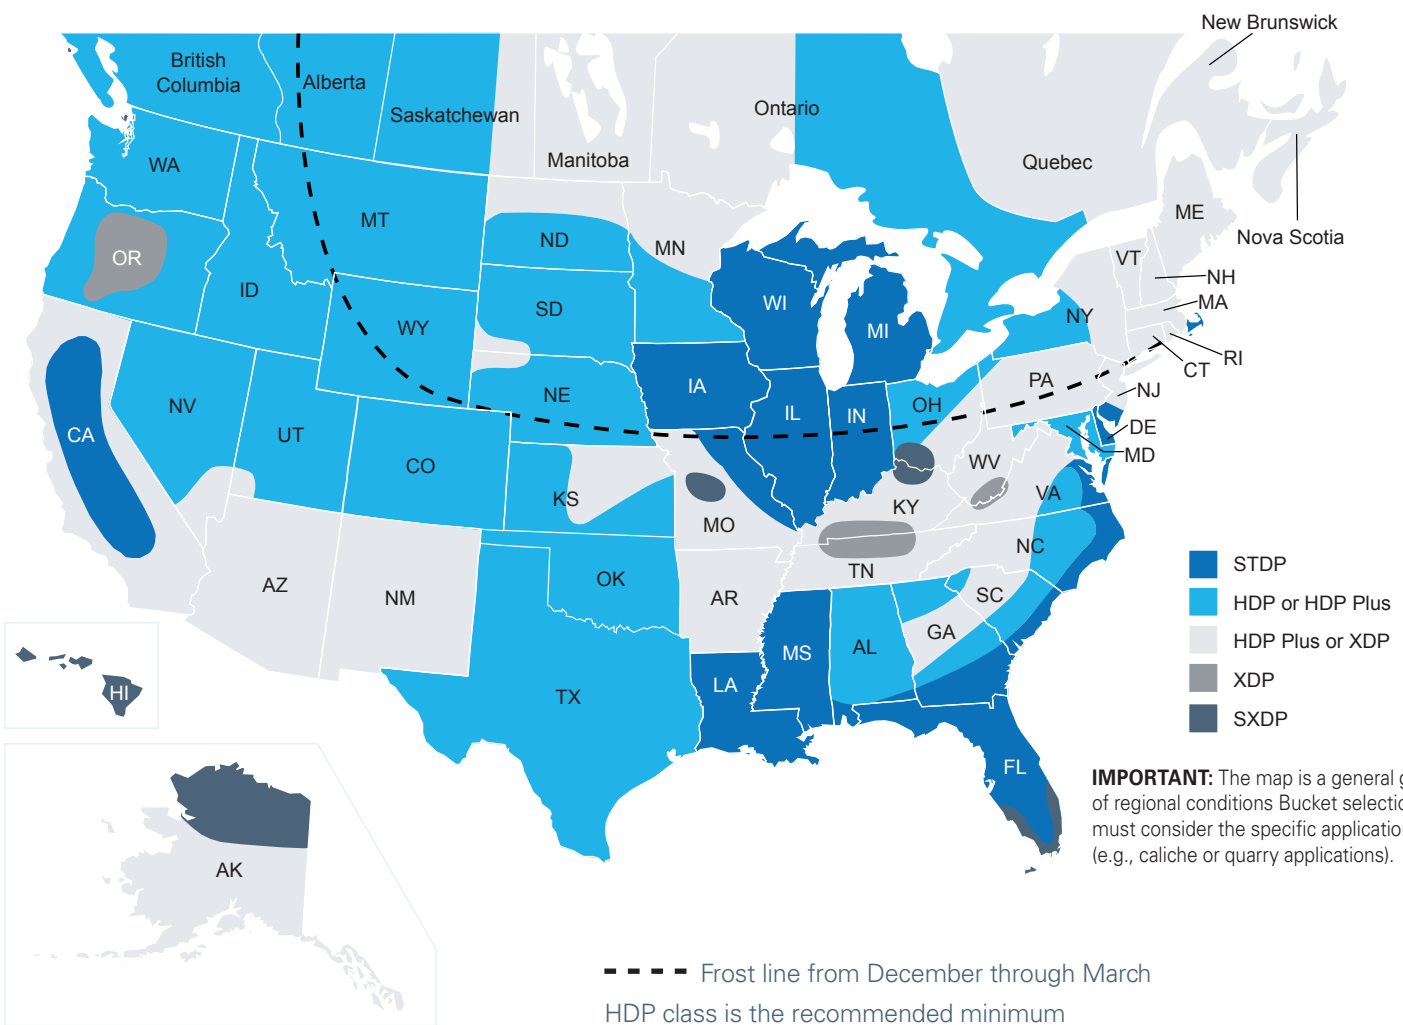 New Brunswick
British
Columbia
Alberta
Saskatchewan
Manitoba
Ontario
Quebec
Nova Scotia
WA
MT
ND
MN
ME
VT
NH
MA
RI
CT
NY
OR
ID
WY
SD
WI
MI
NV
UT
CO
NE
IA
IL
IN
OH
PA
NJ
DE
MD
CA
KS
MO
KY
WV
VA
AZ
NM
OK
AR
TN
NC
SC
GA
AL
MS
LA
TX
FL
HI
AK
STDP
HDP or HDP Plus
HDP Plus or XDP
XDP
SXDP
IMPORTANT: The map is a general
of regional conditions Bucket
must consider the specific
(e.g., caliche or quarry applications).
Frost line from December through March
HDP class is the recommended minimum